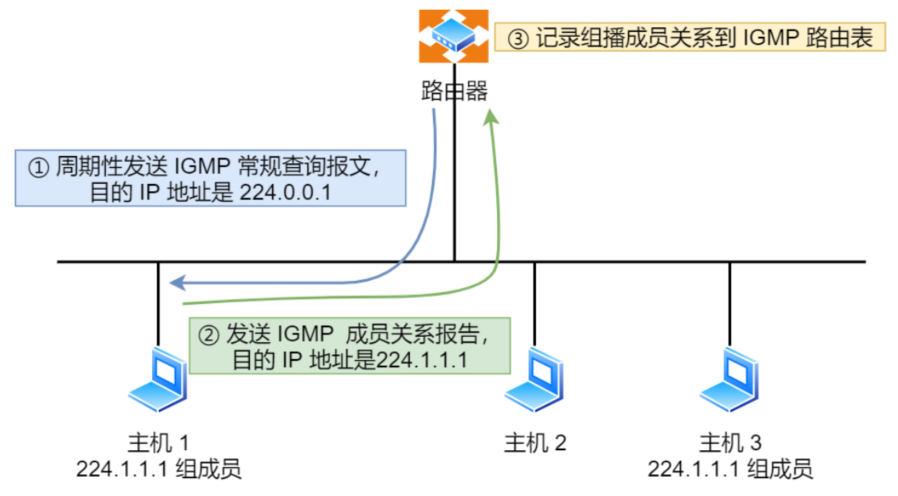 ③ 记录组播成员关系到 IGMP 路由表
路由器
① 周期性发送 IGMP 常规查询报文，
目的 IP 地址是 224.0.0.1
② 发送 IGMP 成员关系报告，
目的 IP 地址是224.1.1.1
主机 1
224.1.1.1 组成员
主机 2
主机 3
224.1.1.1 组成员